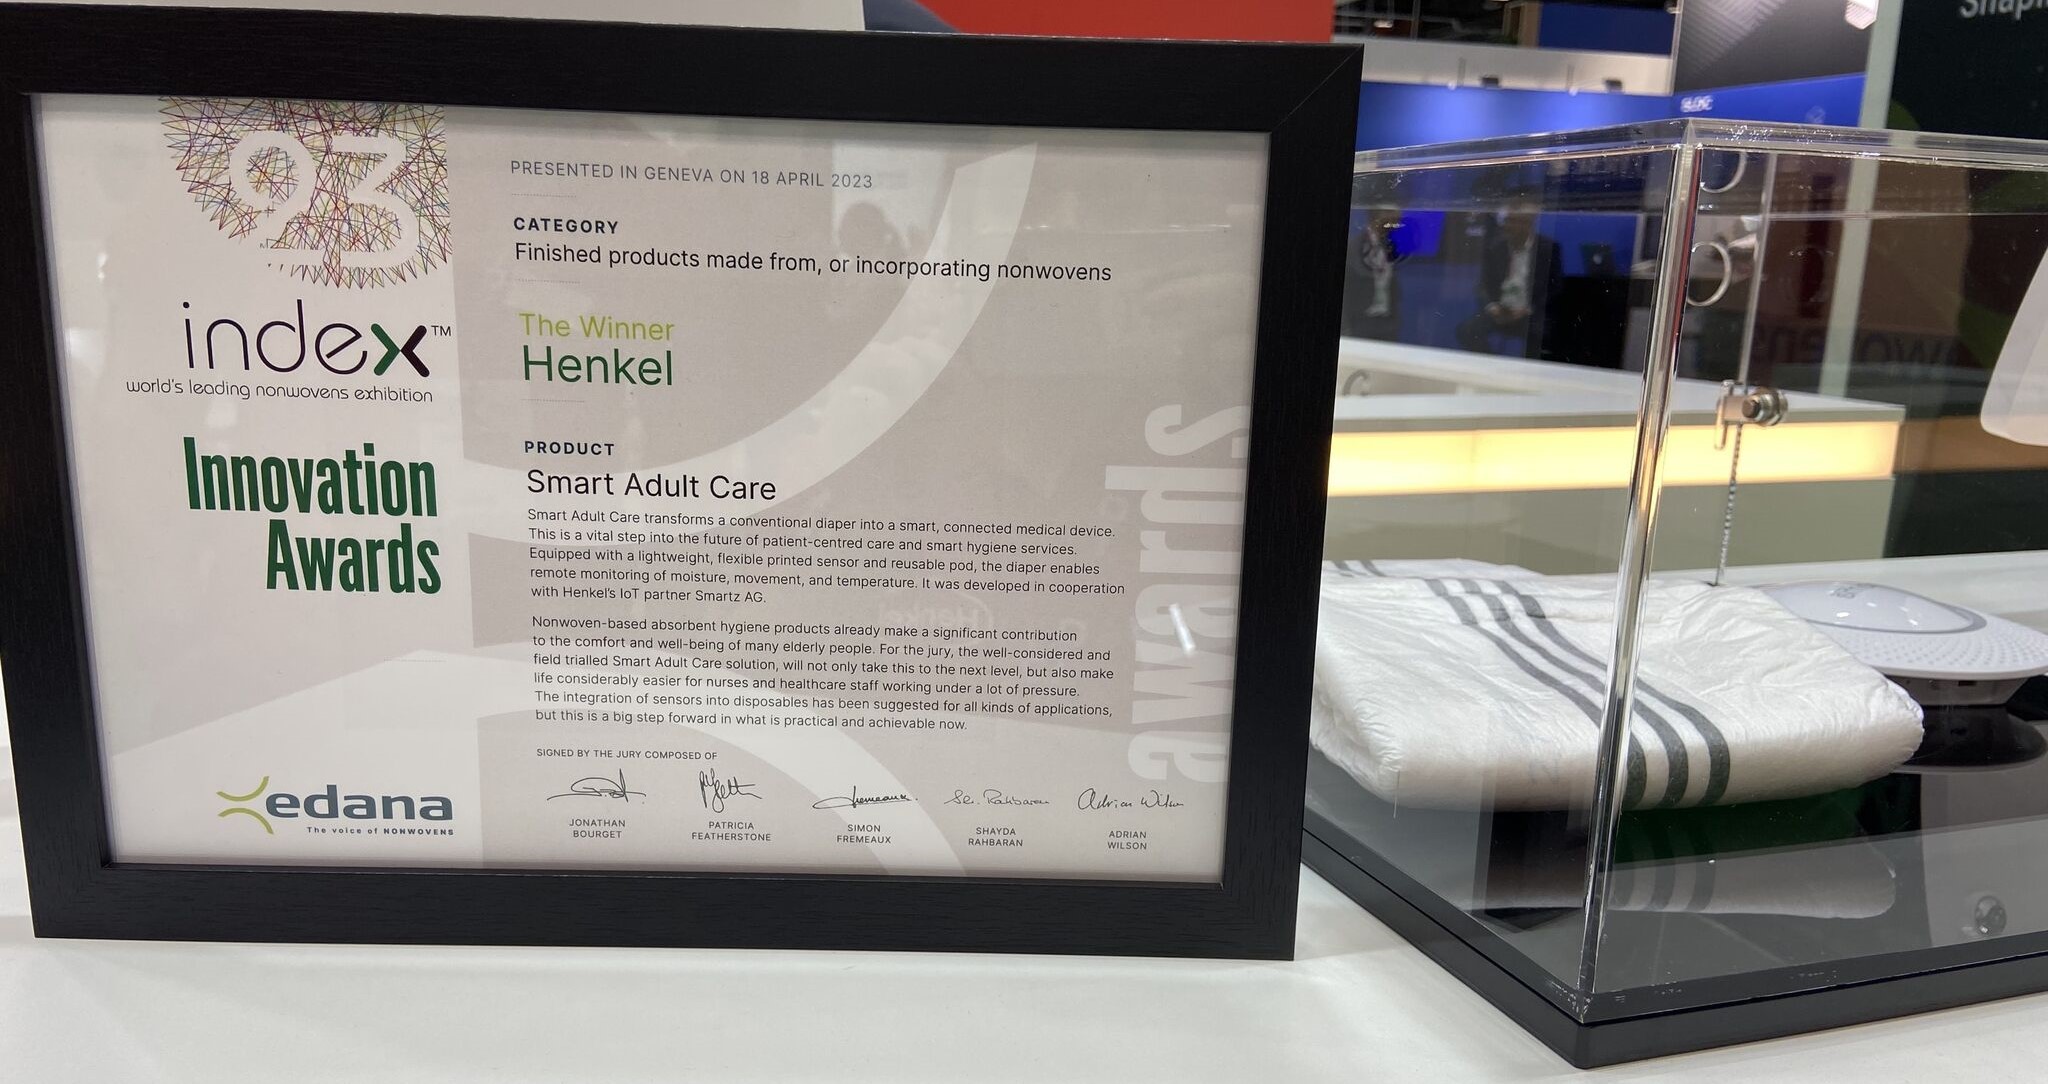 23
index™
world's leading nonwovens exhibition
Innovation
Awards
edana
The voice of NONWOVENS
PRESENTED IN GENEVA ON 18 APRIL 2023
CATEGORY
Finished products made from, or incorporating nonwovens
The Winner
Henkel
PRODUCT
Smart Adult Care
Smart Adult Care transforms a conventional diaper into a smart, connected medical device.
This is a vital step into the future of patient-centred care and smart hygiene services.
Equipped with a lightweight, flexible printed sensor and reusable pod, the diaper enables
remote monitoring of moisture, movement, and temperature. It was developed in cooperation
with Henkel's IoT partner Smartz AG.
Nonwoven-based absorbent hygiene products already make a significant contribution
to the comfort and well-being of many elderly people. For the jury, the well-considered and
field trialled Smart Adult Care solution, will not only take this to the next level, but also make
life considerably easier for nurses and healthcare staff working under a lot of pressure.
The integration of sensors into disposables has been suggested for all kinds of applications,
but this is a big step forward in what is practical and achievable now.
SIGNED BY THE JURY COMPOSED OF
JONATHAN
BOURGET
PATRICIA
FEATHERSTONE
SIMON
FREMEAUX
SHAYDA
RAHBARAN
Adrian Wilson
ADRIAN
WILSON
awards